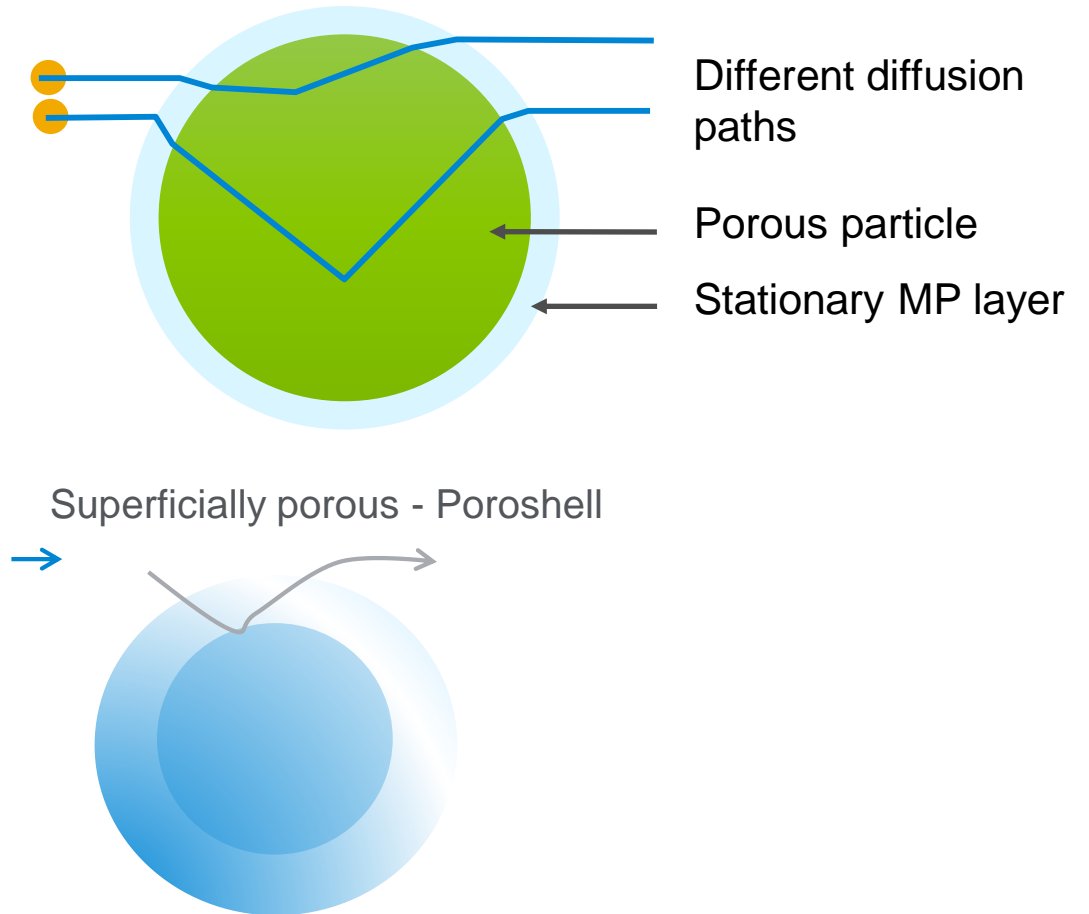 Different diffusion
paths
Porous particle
Stationary MP layer
Superficially porous - Poroshell